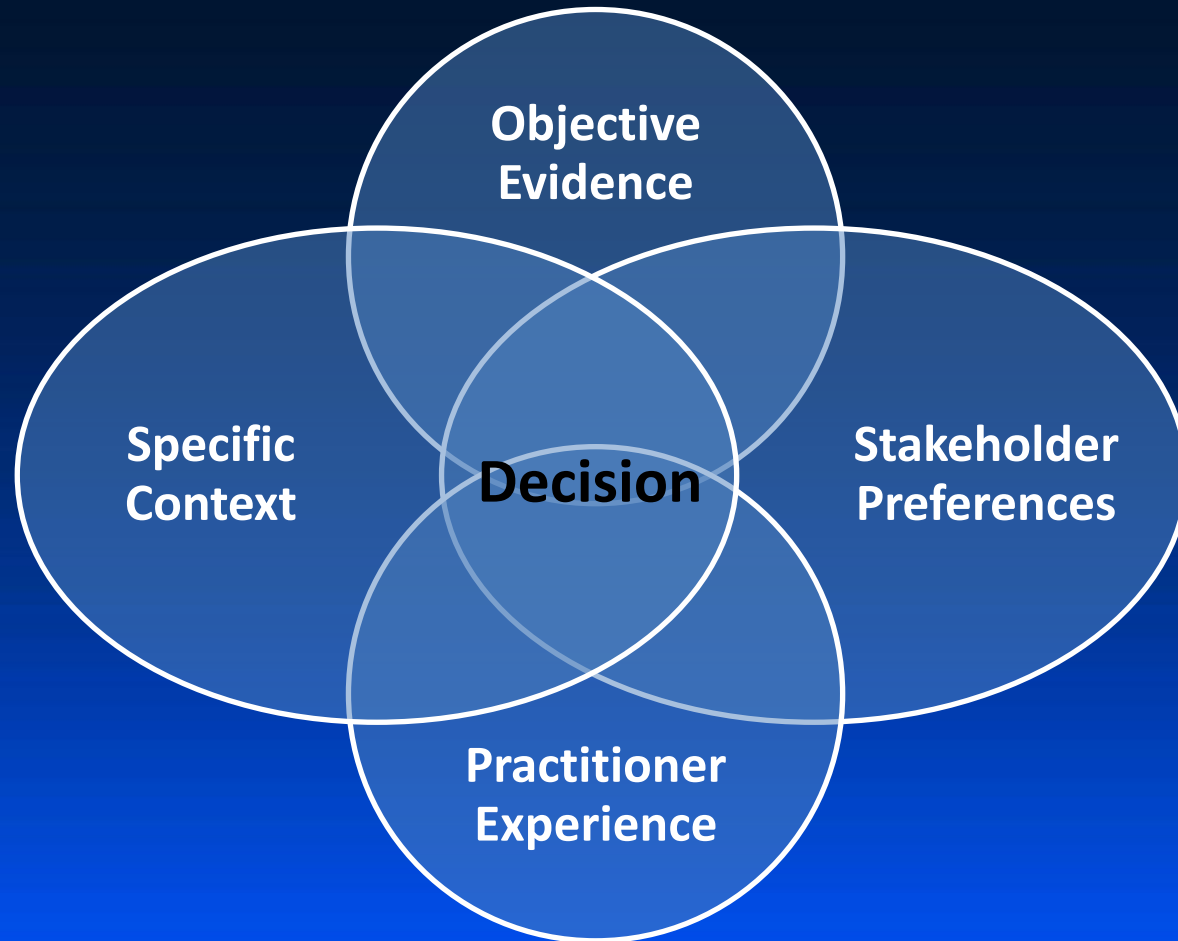 Objective
Evidence
Specific
Context
Decision
Stakeholder
Preferences
Practitioner
Experience